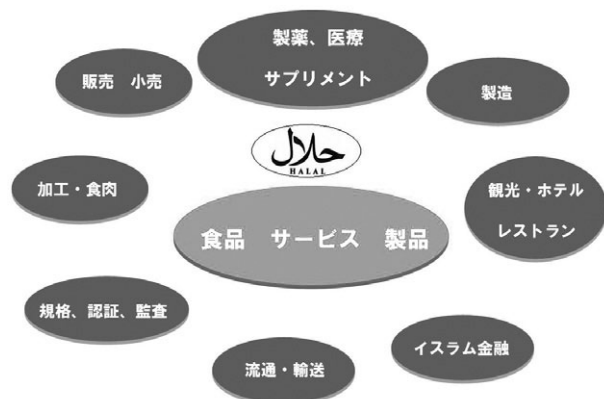 製薬、医療
サプリメント
販売　小売
製造
حلال
HALAL
加工・食肉
観光・ホテル
レストラン
食品　サービス　製品
規格、認証、監査
イスラム金融
流通・輸送